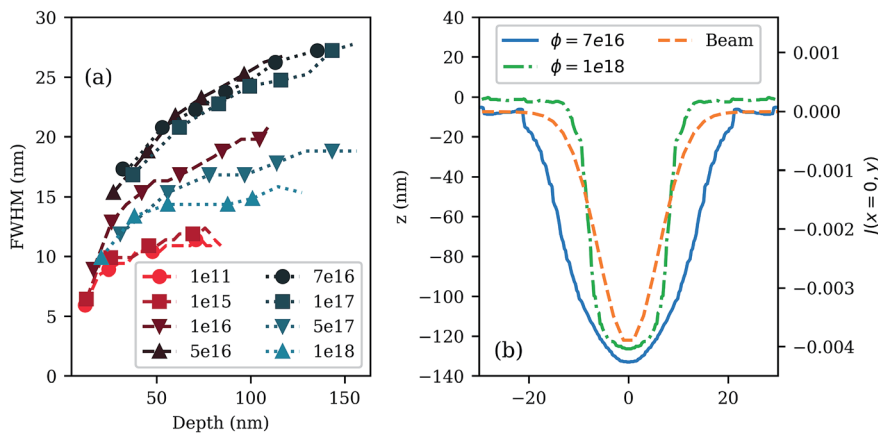 30
25
20
15
10
5
0
FWHM (nm)
(a)
1e11
1e15
1e16
5e16
7e16
1e17
5e17
1e18
50
100
150
Depth (nm)
40
20
0
−20
−40
−60
−80
−100
−120
−140
z (nm)
ϕ = 7e16
ϕ = 1e18
Beam
(b)
−20
0
20
0.001
0.000
−0.001
−0.002
−0.003
−0.004
J(x = 0, y)